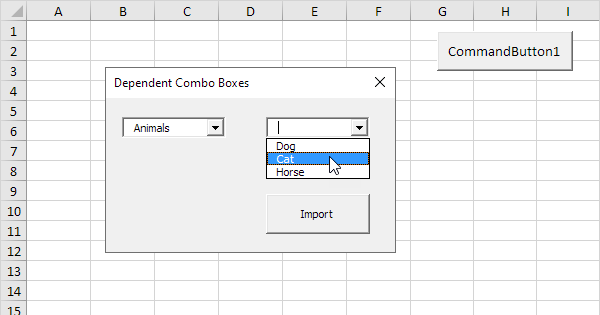 A B C D E F G H I
1
2
CommandButton1
3
Dependent Combo Boxes
4
5
6
Animals
Dog
7
Cat
8
Horse
9
10
Import
11
12
13
14
15